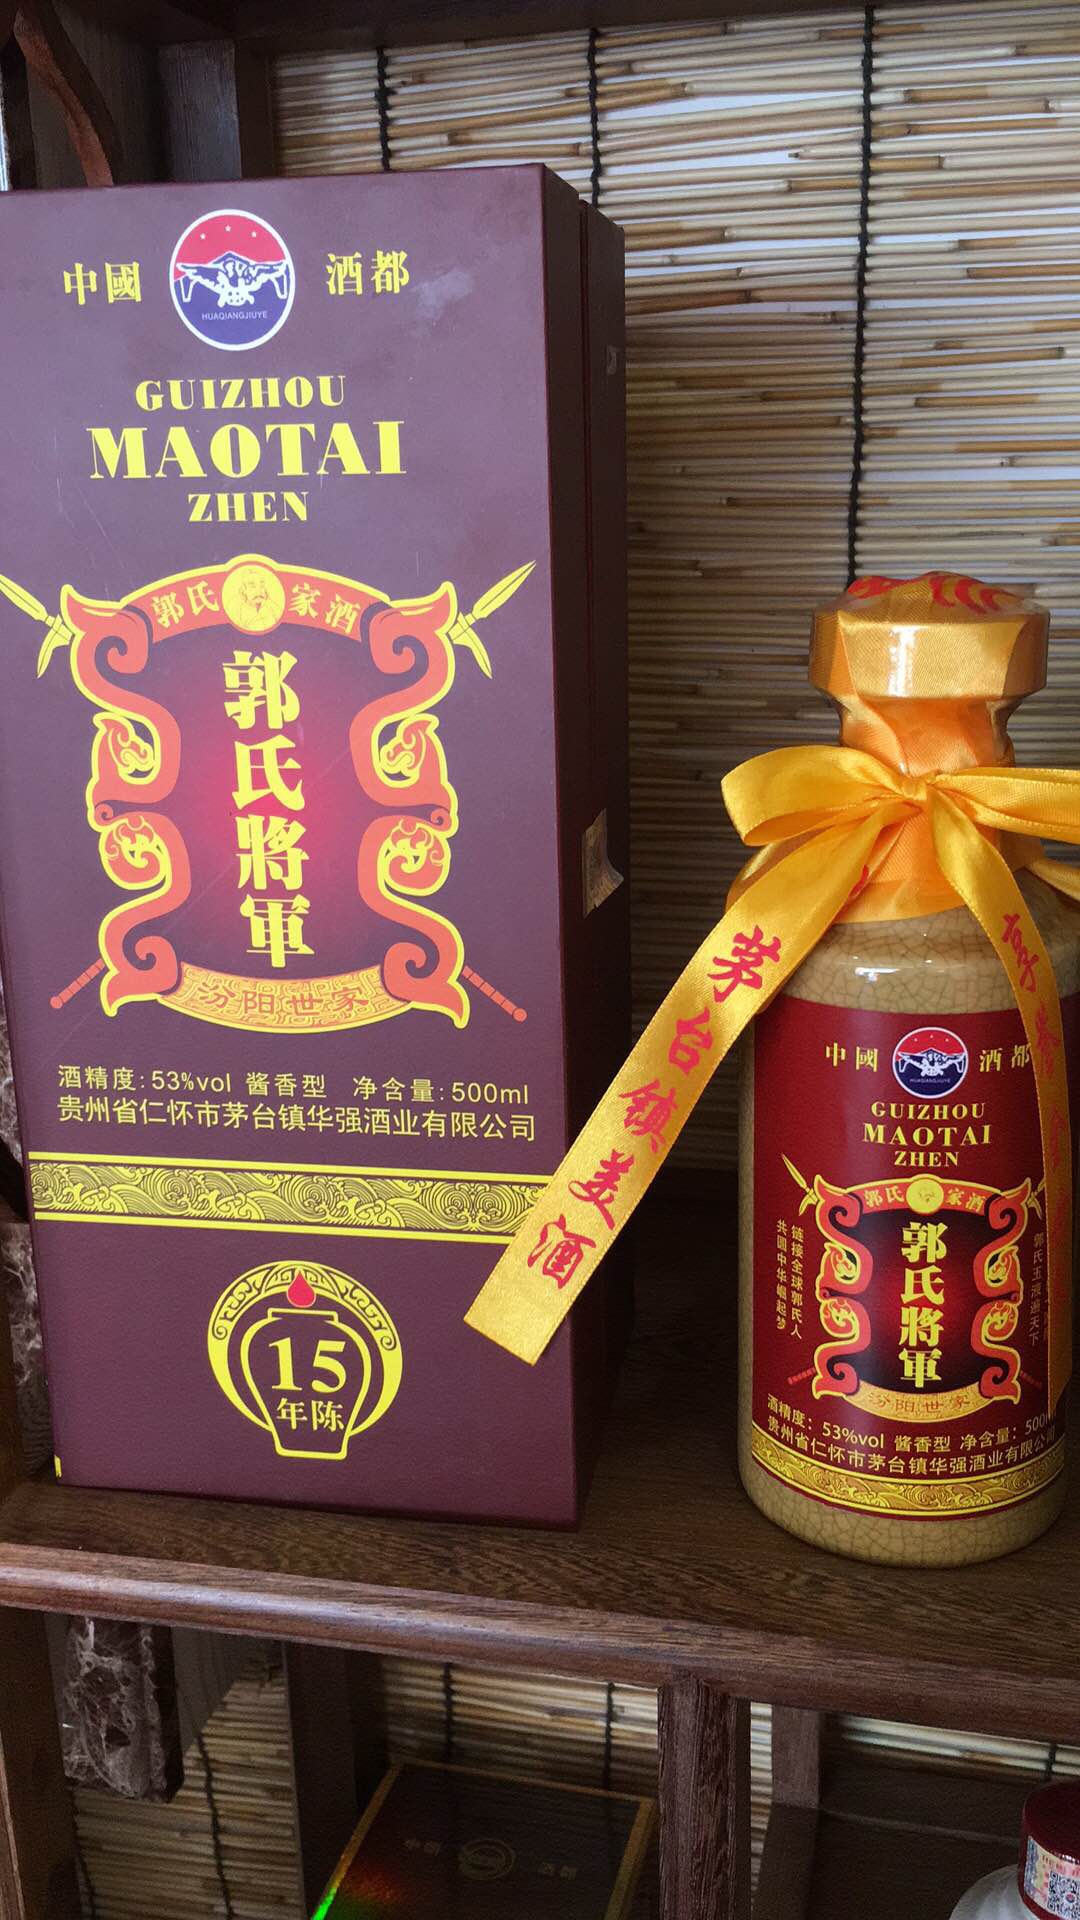 中國 酒都
HUAQIANGJIUYE
GUIZHOU
MAOTAI
ZHEN
郭氏 家酒
郭氏將軍
汾阳世家
酒精度:53%vol 酱香型 净含量:500ml
贵州省仁怀市茅台镇华强酒业有限公司
15
年陈
茅台镇美酒
中國 酒都
HUAQIANGJIUYE
GUIZHOU
MAOTAI
ZHEN
郭氏 家酒
链接全球郭氏人
共圆中华崛起梦
郭氏將軍
郭氏玉液遍天下
汾阳世家
酒精度: 53%vol 酱香型 净含量: 500m
贵州省仁怀市茅台镇华强酒业有限公司
中國 酒都